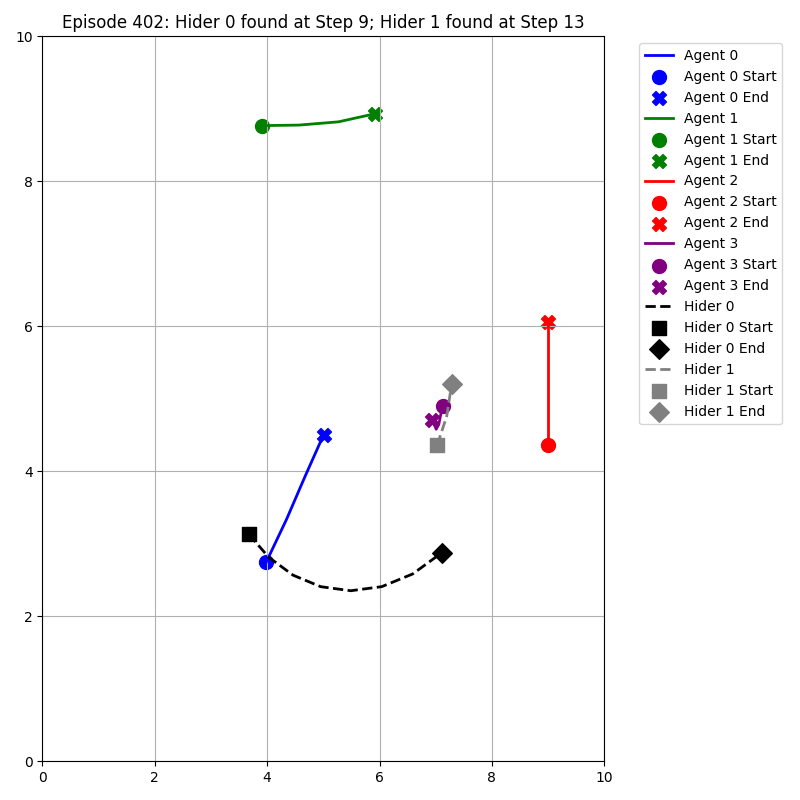 Episode 402: Hider 0 found at Step 9; Hider 1 found at Step 13
10
8
6
4
2
0
0 2 4 6 8 10
Agent 0
Agent 0 Start
Agent 0 End
Agent 1
Agent 1 Start
Agent 1 End
Agent 2
Agent 2 Start
Agent 2 End
Agent 3
Agent 3 Start
Agent 3 End
Hider 0
Hider 0 Start
Hider 0 End
Hider 1
Hider 1 Start
Hider 1 End